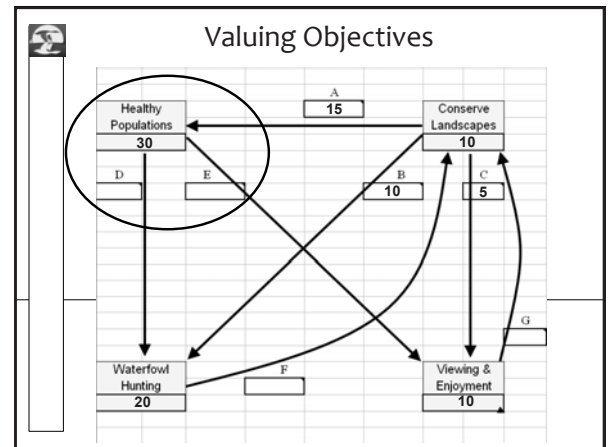 Valuing Objectives
A
15
Healthy
Populations
30
Conserve
Landscapes
10
D
E
B
10
C
5
G
Waterfowl
Hunting
20
F
Viewing &
Enjoyment
10